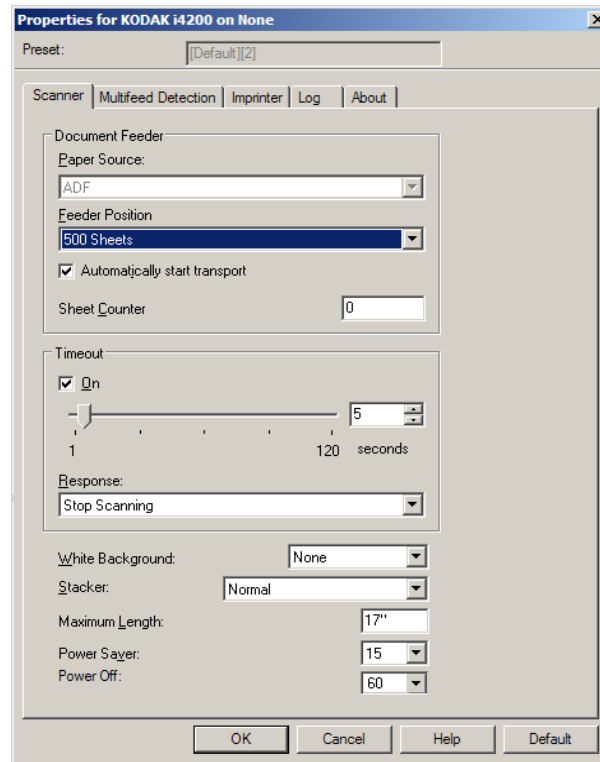 Properties for KODAK i4200 on None
Preset: [Default][2]
Scanner Multifeed Detection Imprinter Log About
Document Feeder
Paper Source:
ADF
Feeder Position
500 Sheets
Automatically start transport
Sheet Counter 0
Timeout
On
5
1 120 seconds
Response:
Stop Scanning
White Background: None
Stacker: Normal
Maximum Length: 17"
Power Saver: 15
Power Off: 60
OK Cancel Help Default